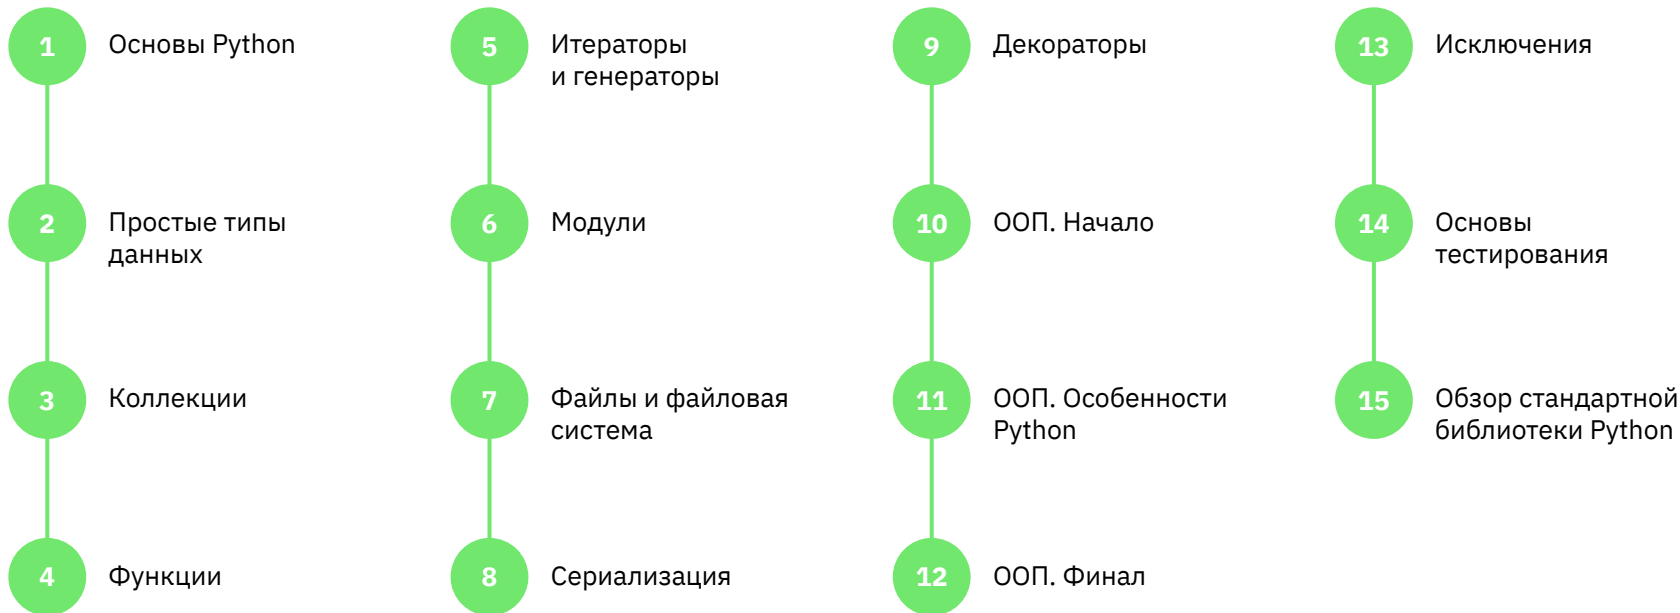 1
Основы Python
2
Простые типы
данных
3
Коллекции
4
Функции
5
Итераторы
и генераторы
6
Модули
7
Файлы и файловая
система
8
Сериализация
9
Декораторы
10
ООП. Начало
11
ООП. Особенности
Python
12
ООП. Финал
13
Исключения
14
Основы
тестирования
15
Обзор стандартной
библиотеки Python